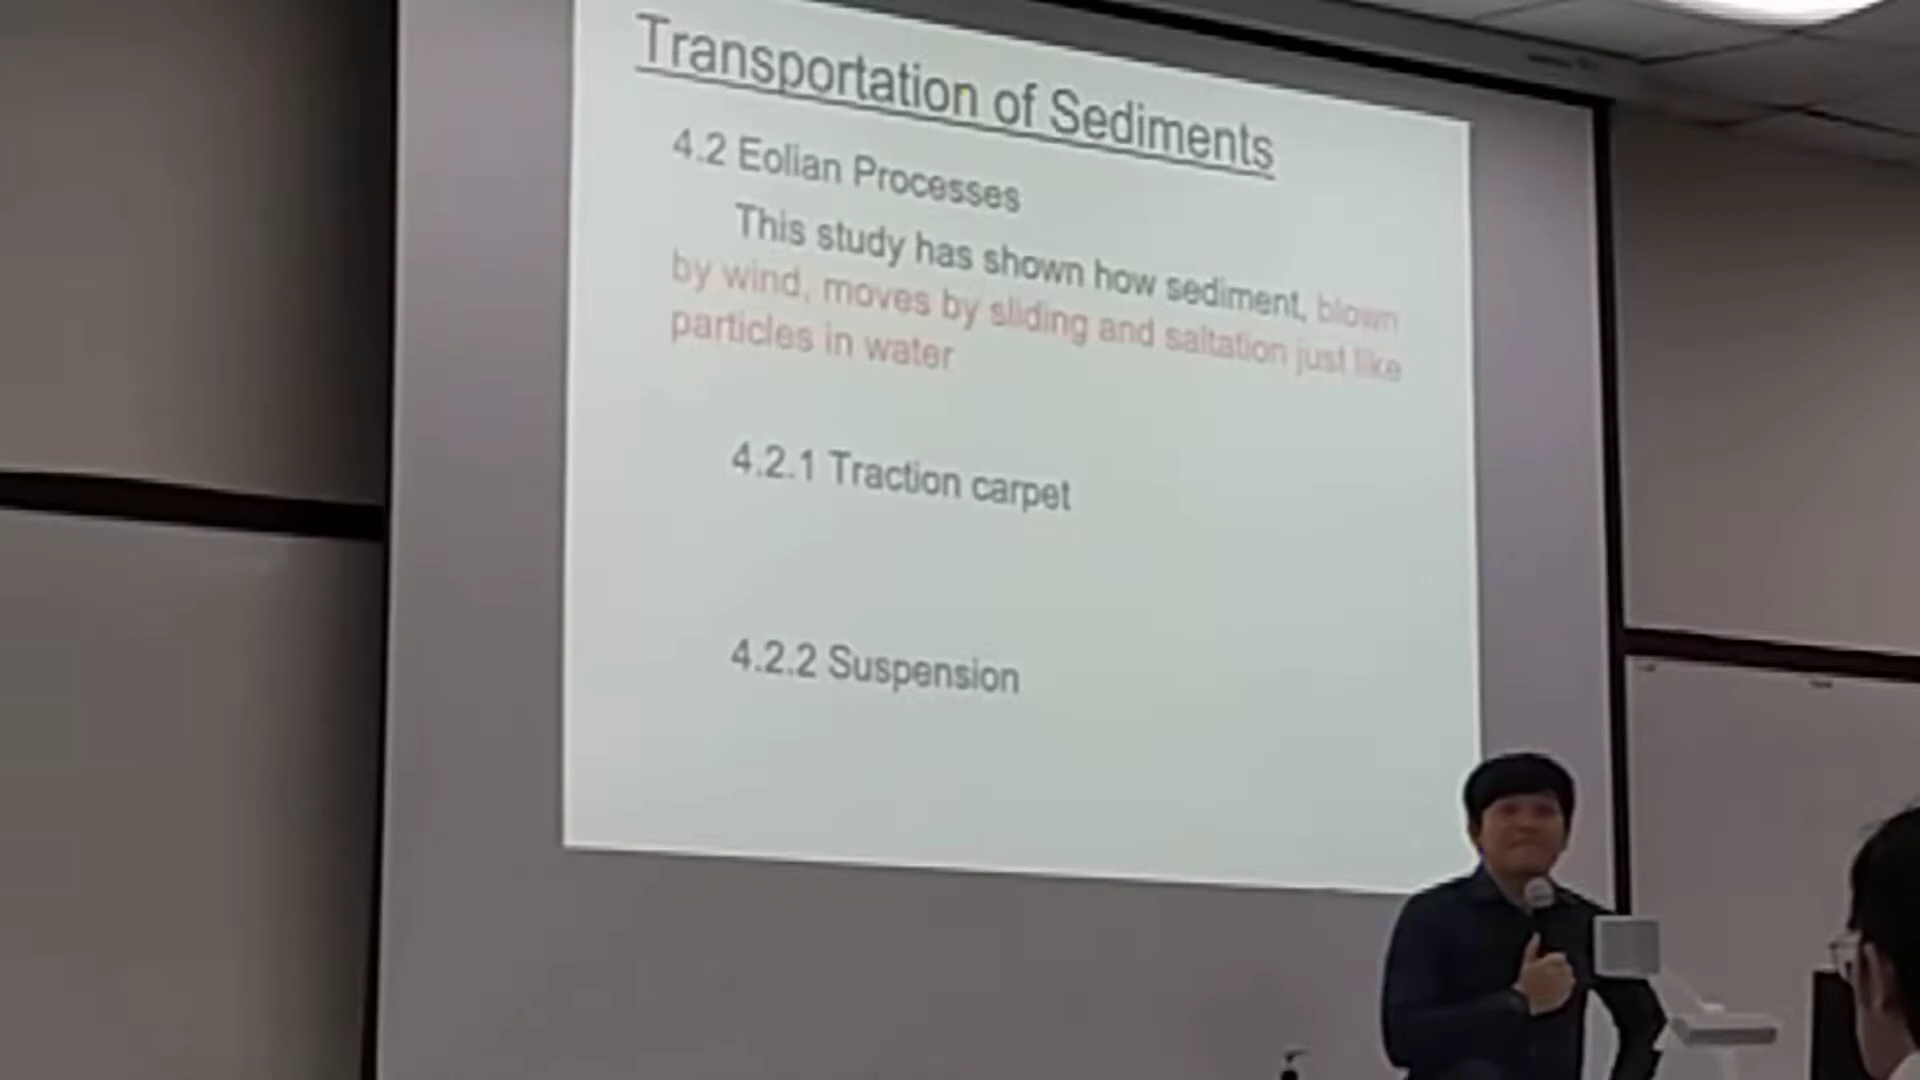 Transportation of Sediments
4.2 Eolian Processes
This study has shown how sediment, blown
by wind, moves by sliding and saltation just like
particles in water
4.2.1 Traction carpet
4.2.2 Suspension